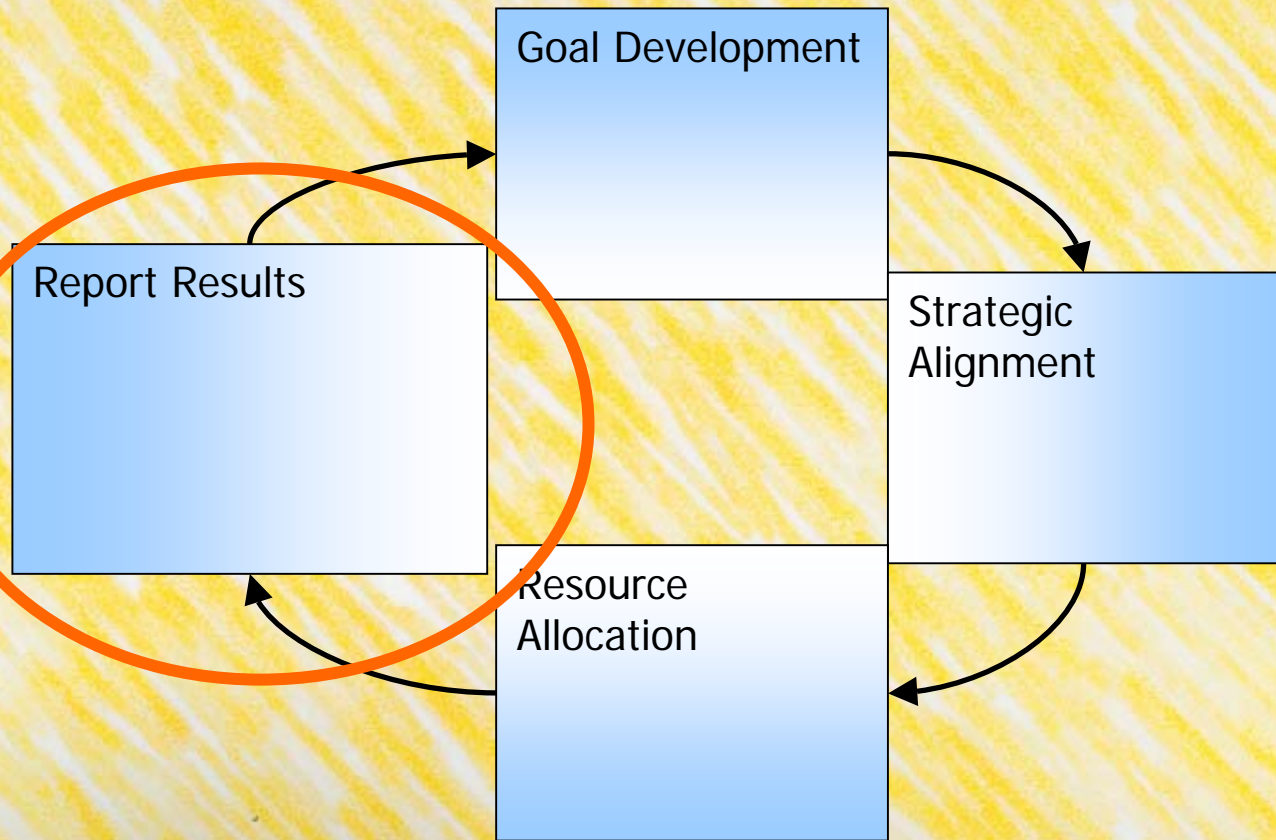 Goal Development
Report Results
Strategic
Alignment
Resource
Allocation